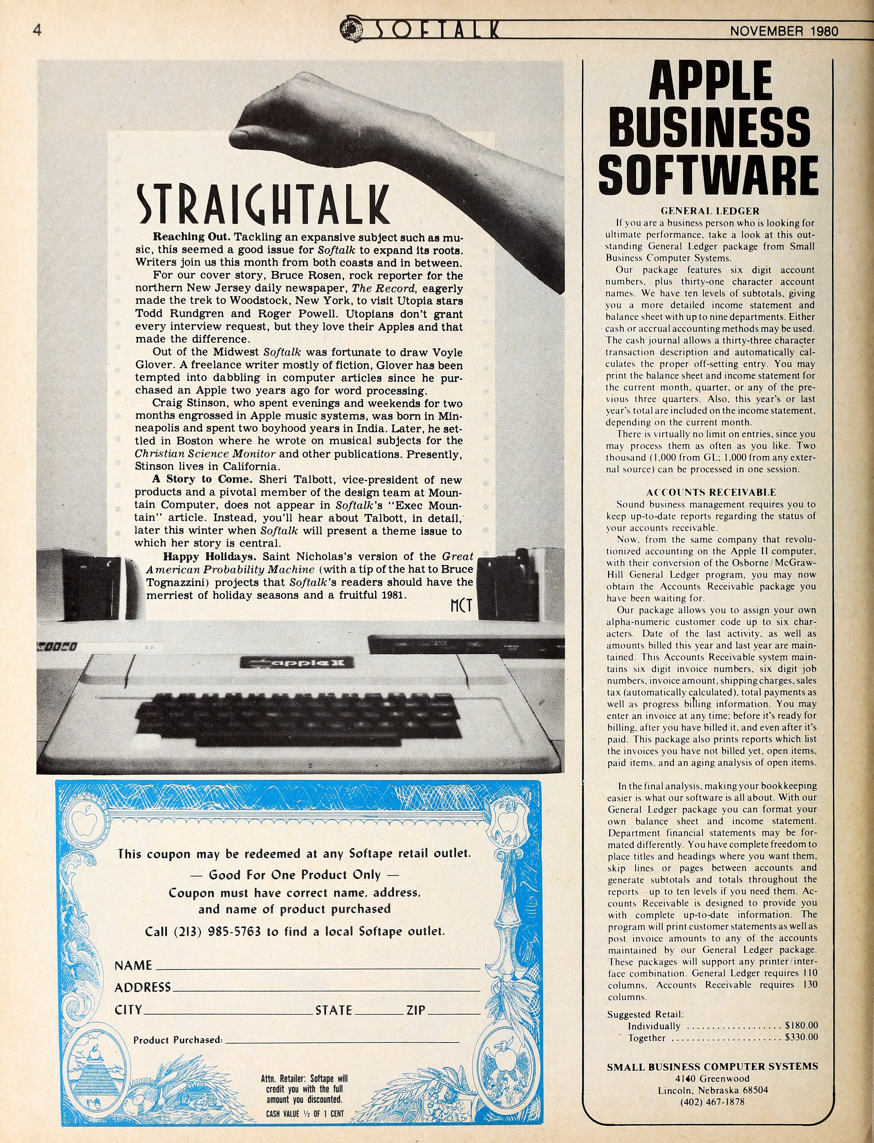 4
SOFTALK
NOVEMBER 1980
STRAIGHTALK
Reaching Out. Tackling an expansive subject such as mu-
sic, this seemed a good issue for Softalk to expand its roots.
Writers join us this month from both coasts and in between.
For our cover story, Bruce Rosen, rock reporter for the
northern New Jersey daily newspaper, The Record, eagerly
made the trek to Woodstock, New York, to visit Utopia stars
Todd Rundgren and Roger Powell. Utopians don't grant
every interview request, but they love their Apples and that
made the difference.
Out of the Midwest Softalk was fortunate to draw Voyle
Glover. A freelance writer mostly of fiction, Glover has been
tempted into dabbling in computer articles since he pur-
chased an Apple two years ago for word processing.
Craig Stinson, who spent evenings and weekends for two
months engrossed in Apple music systems, was born in Min-
neapolis and spent two boyhood years in India. Later, he set-
tled in Boston where he wrote on musical subjects for the
Christian Science Monitor and other publications. Presently,
Stinson lives in California.
A Story to Come. Sheri Talbott, vice-president of new
products and a pivotal member of the design team at Moun-
tain Computer, does not appear in Softalk's "Exec Moun-
tain" article. Instead, you'll hear about Talbott, in detail,
later this winter when Softalk will present a theme issue to
which her story is central.
Happy Holidays. Saint Nicholas's version of the Great
American Probability Machine (with a tip of the hat to Bruce
Tognazzini) projects that Softalk's readers should have the
merriest of holiday seasons and a fruitful 1981.
MCT
apple ][
This coupon may be redeemed at any Softape retail outlet.
— Good For One Product Only —
Coupon must have correct name, address,
and name of product purchased
Call (213) 985-5763 to find a local Softape outlet.
NAME
ADDRESS
CITY STATE ZIP
Product Purchased:
Attn. Retailer: Softape will
credit you with the full
amount you discounted.
CASH VALUE ½ OF 1 CENT
APPLE
BUSINESS
SOFTWARE
GENERAL LEDGER
If you are a business person who is looking for
ultimate performance, take a look at this out-
standing General Ledger package from Small
Business Computer Systems.
Our package features six digit account
numbers, plus thirty-one character account
names. We have ten levels of subtotals, giving
you a more detailed income statement and
balance sheet with up to nine departments. Either
cash or accrual accounting methods may be used.
The cash journal allows a thirty-three character
transaction description and automatically cal-
culates the proper off-setting entry. You may
print the balance sheet and income statement for
the current month, quarter, or any of the pre-
vious three quarters. Also, this year's or last
year's total are included on the income statement,
depending on the current month.
There is virtually no limit on entries, since you
may process them as often as you like. Two
thousand (1,000 from GL; 1,000 from any exter-
nal source) can be processed in one session.
ACCOUNTS RECEIVABLE
Sound business management requires you to
keep up-to-date reports regarding the status of
your accounts receivable.
Now, from the same company that revolu-
tionized accounting on the Apple II computer,
with their conversion of the Osborne/McGraw-
Hill General Ledger program, you may now
obtain the Accounts Receivable package you
have been waiting for.
Our package allows you to assign your own
alpha-numeric customer code up to six char-
acters. Date of the last activity, as well as
amounts billed this year and last year are main-
tained. This Accounts Receivable system main-
tains six digit invoice numbers, six digit job
numbers, invoice amount, shipping charges, sales
tax (automatically calculated), total payments as
well as progress billing information. You may
enter an invoice at any time; before it's ready for
billing, after you have billed it, and even after it's
paid. This package also prints reports which list
the invoices you have not billed yet, open items,
paid items, and an aging analysis of open items.
In the final analysis, making your bookkeeping
easier is what our software is all about. With our
General Ledger package you can format your
own balance sheet and income statement.
Department financial statements may be for-
mated differently. You have complete freedom to
place titles and headings where you want them,
skip lines or pages between accounts and
generate subtotals and totals throughout the
reports—up to ten levels if you need them. Ac-
counts Receivable is designed to provide you
with complete up-to-date information. The
program will print customer statements as well as
post invoice amounts to any of the accounts
maintained by our General Ledger package.
These packages will support any printer/inter-
face combination. General Ledger requires 110
columns, Accounts Receivable requires 130
columns.
Suggested Retail:
Individually .................. $180.00
Together ..................... $330.00
SMALL BUSINESS COMPUTER SYSTEMS
4140 Greenwood
Lincoln, Nebraska 68504
(402) 467-1878